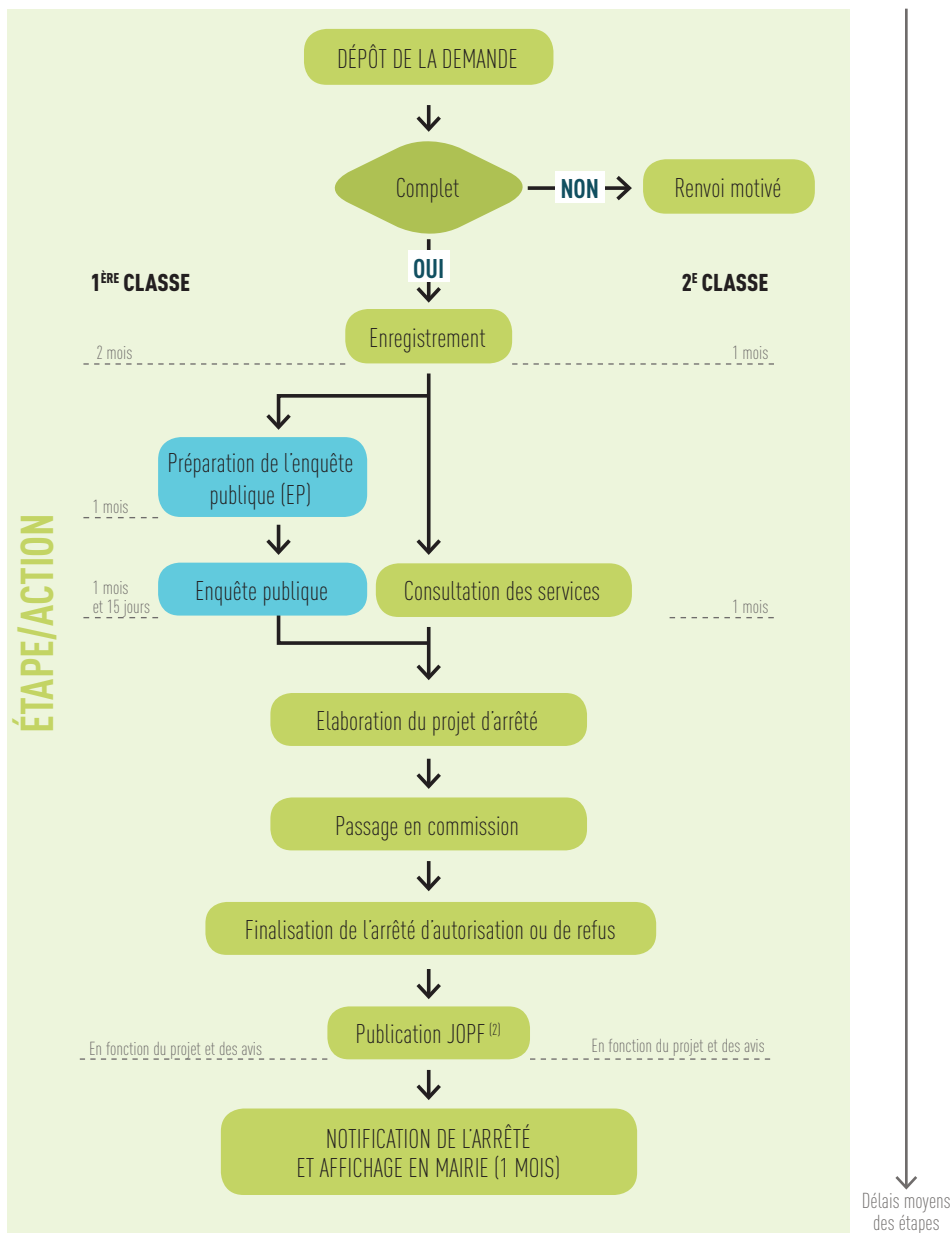 DÉPÔT DE LA DEMANDE
Complet
NON
Renvoi motivé
OUI
1ÈRE CLASSE
2E CLASSE
Enregistrement
2 mois
1 mois
Préparation de l'enquête
publique (EP)
1 mois
ÉTAPE/ACTION
1 mois
et 15 jours
Enquête publique
Consultation des services
1 mois
Elaboration du projet d'arrêté
Passage en commission
Finalisation de l'arrêté d'autorisation ou de refus
Publication JOPF (2)
En fonction du projet et des avis
En fonction du projet et des avis
NOTIFICATION DE L'ARRÊTÉ
ET AFFICHAGE EN MAIRIE (1 MOIS)
Délais moyens
des étapes